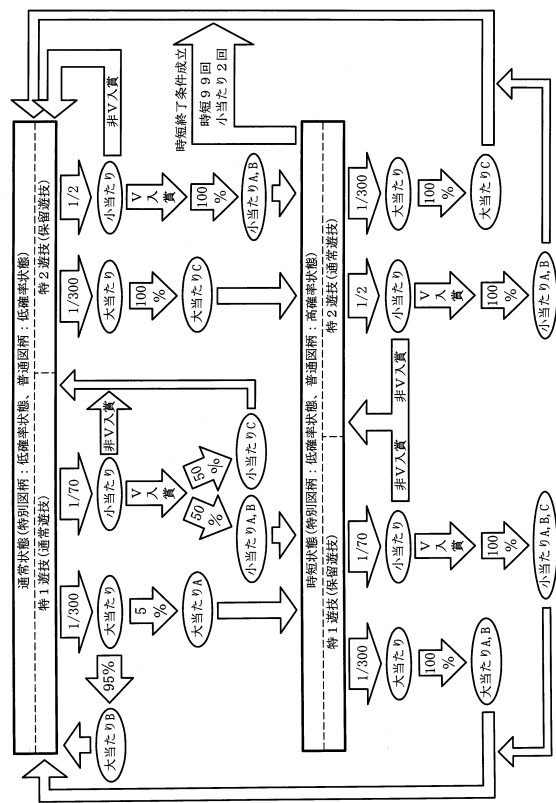 通常状態(特別図柄：低確率状態、普通図柄：低確率状態)
特１遊技(通常遊技)
特２遊技(保留遊技)
1/300
大当たり
95%
大当たりB
5
%
大当たりA
1/70
小当たり
非Ｖ入賞
Ｖ
入
賞
50
%
50
%
小当たりA,B
小当たりC
1/300
大当たり
100
%
大当たりC
1/2
小当たり
非Ｖ入賞
Ｖ
入
賞
100
%
小当たりA,B
時短終了条件成立
時短９９回
小当たり２回
時短状態(特別図柄：低確率状態、普通図柄：高確率状態)
特１遊技(保留遊技)
特２遊技(通常遊技)
1/300
大当たり
100
%
大当たりA,B
1/70
小当たり
非Ｖ入賞
Ｖ
入
賞
100
%
小当たりA,B,C
1/2
小当たり
非Ｖ入賞
Ｖ
入
賞
100
%
小当たりA,B
1/300
大当たり
100
%
大当たりC